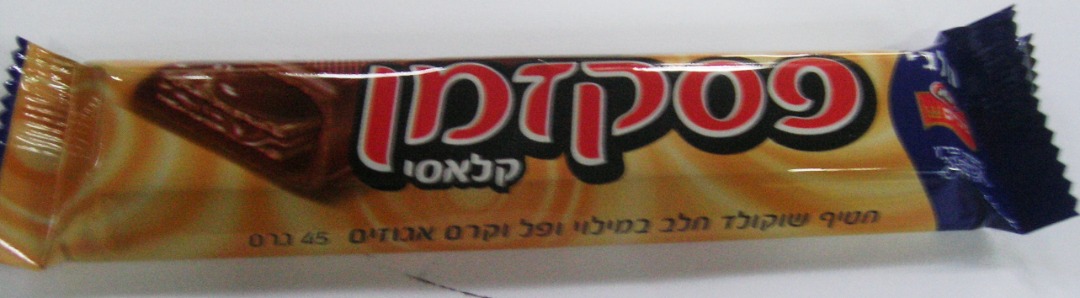 פסקזמן
קלאסי
חטיף שוקולד חלב במילוי ופל וקרם אגוזים 45 גרם